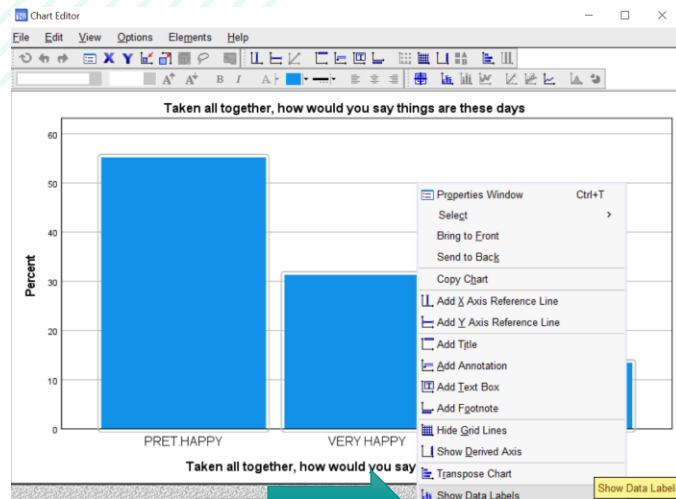 Chart Editor
File Edit View Options Elements Help
X Y
A+ A+ B I A
Taken all together, how would you say things are these days
60
50
40
30
20
10
0
Percent
PRET.HAPPY VERY HAPPY
Taken all together, how would you say
Properties Window Ctrl+T
Select
Bring to Front
Send to Back
Copy Chart
Add X Axis Reference Line
Add Y Axis Reference Line
Add Title
Add Annotation
Add Text Box
Add Footnote
Hide Grid Lines
Show Derived Axis
Transpose Chart
Show Data Labels
Show Data Label